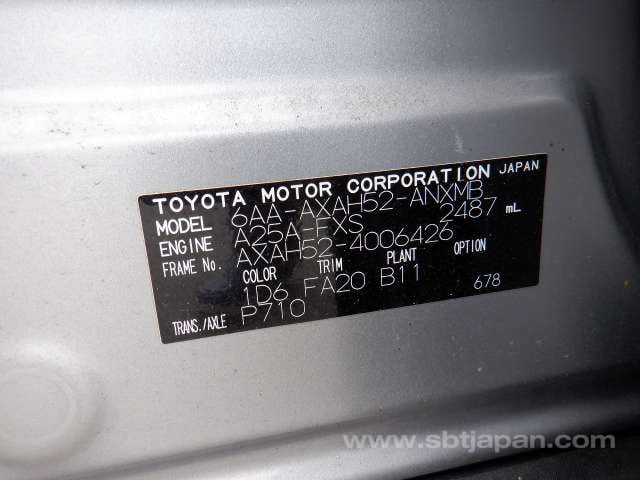 TOYOTA MOTOR CORPORATION JAPAN
MODEL 6AA-AXAH52-ANXMB
ENGINE A25A-FXS 2487 mL
FRAME No. AXAH52-4006426
COLOR TRIM PLANT OPTION
1D6 FA20 B11 678
TRANS./AXLE P710
www.sbtjapan.com